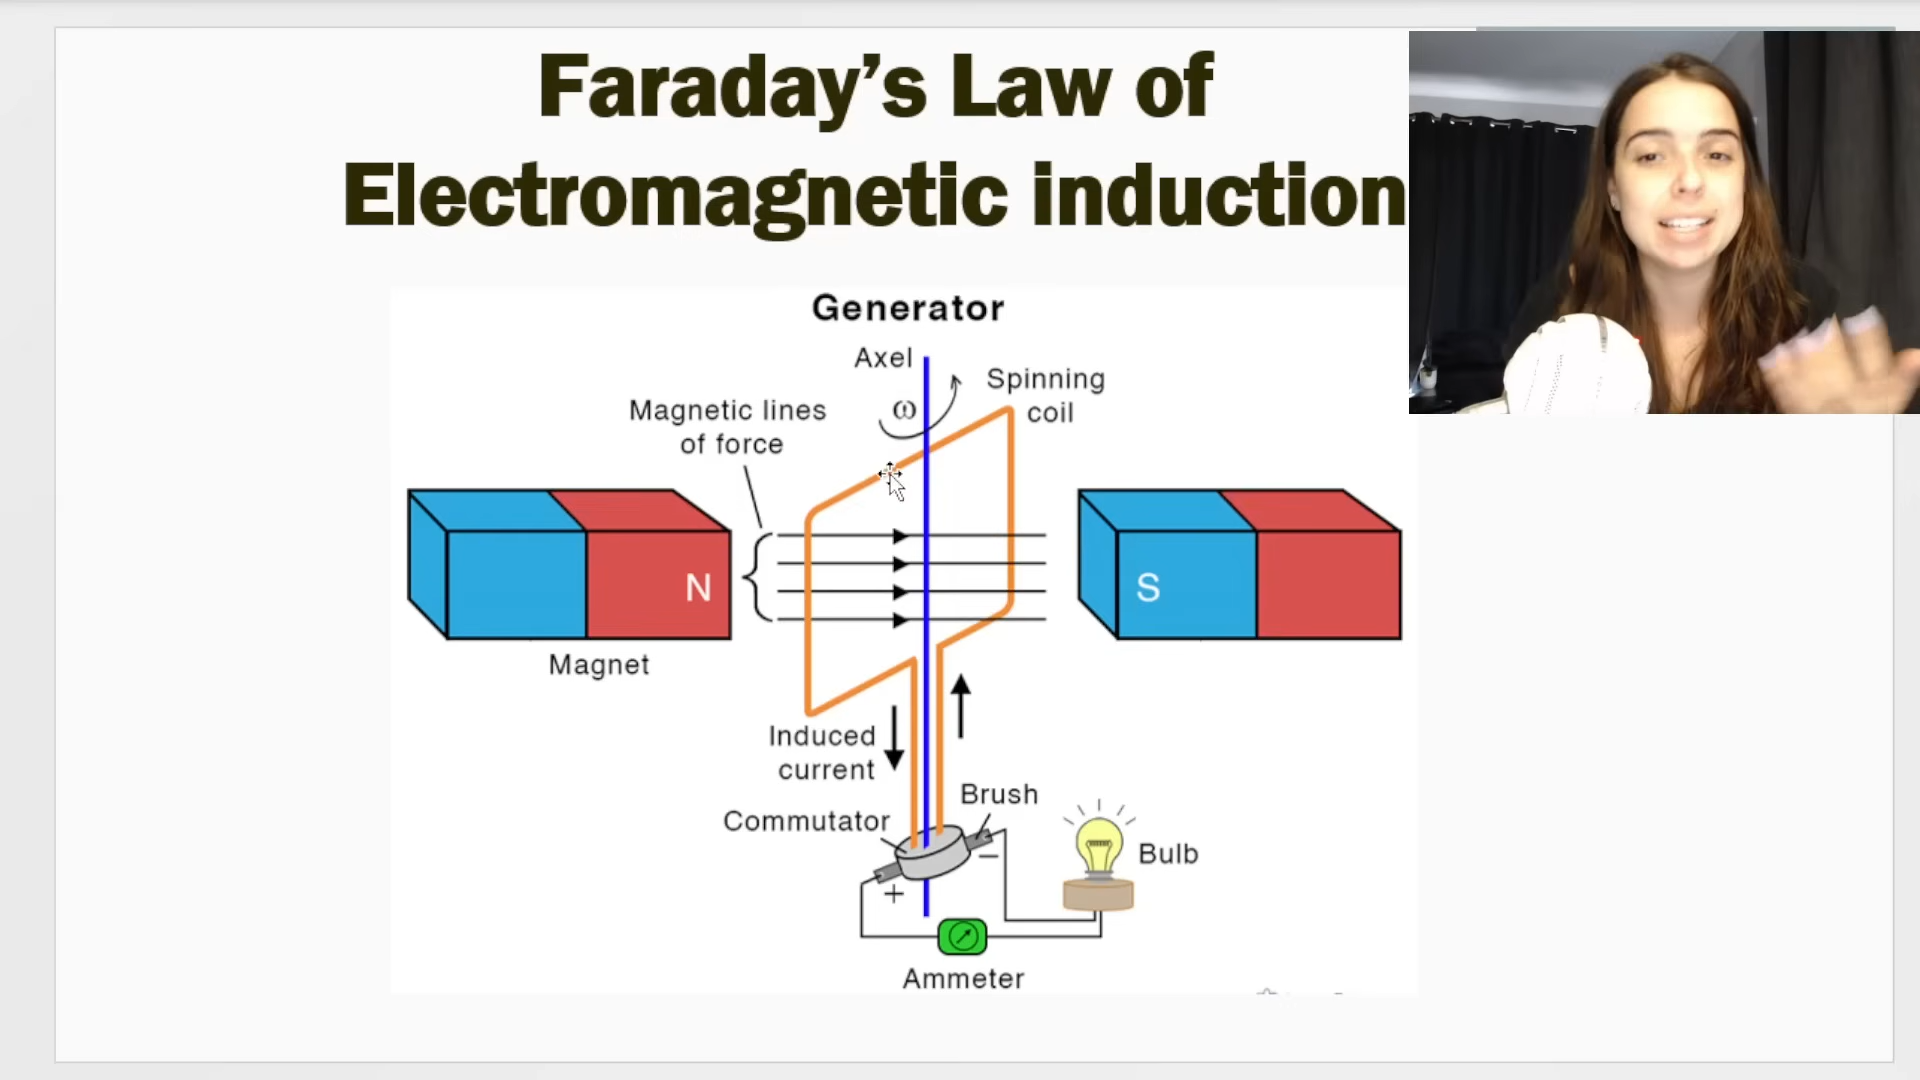 Faraday’s Law of
Electromagnetic induction
Generator
Axel
Spinning
coil
Magnetic lines
of force
ω
N
S
Magnet
Induced
current
Brush
Commutator
−
Bulb
+
Ammeter